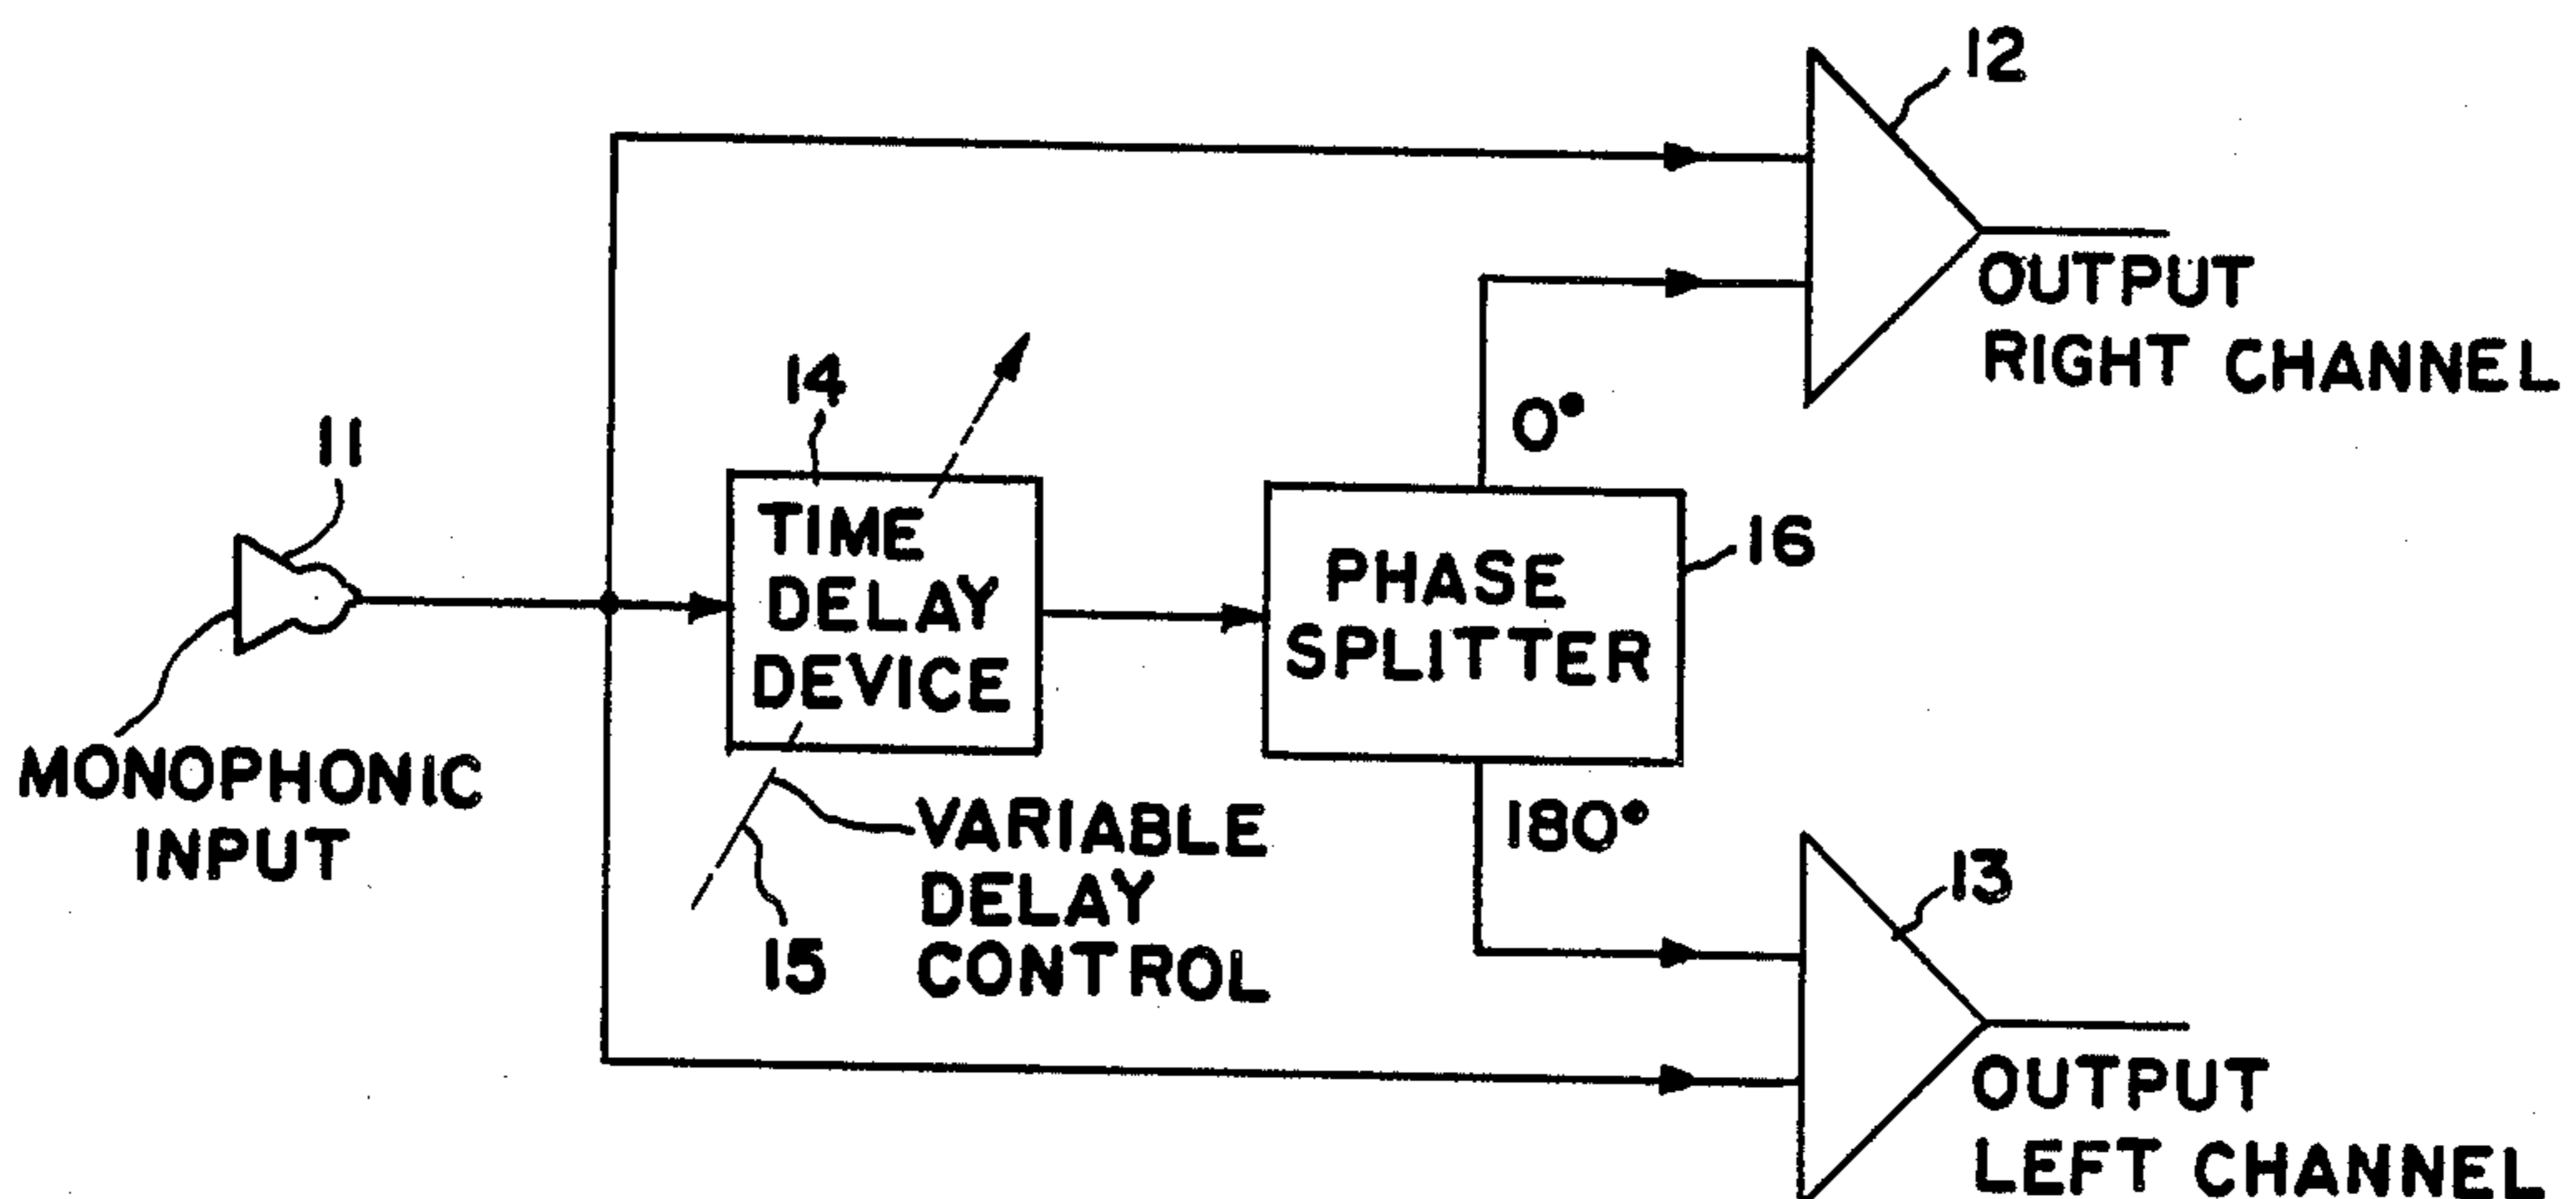 12
OUTPUT
RIGHT CHANNEL
14
0°
11
TIME
DELAY
DEVICE
16
PHASE
SPLITTER
MONOPHONIC
INPUT
VARIABLE
DELAY
CONTROL
15
180°
13
OUTPUT
LEFT CHANNEL